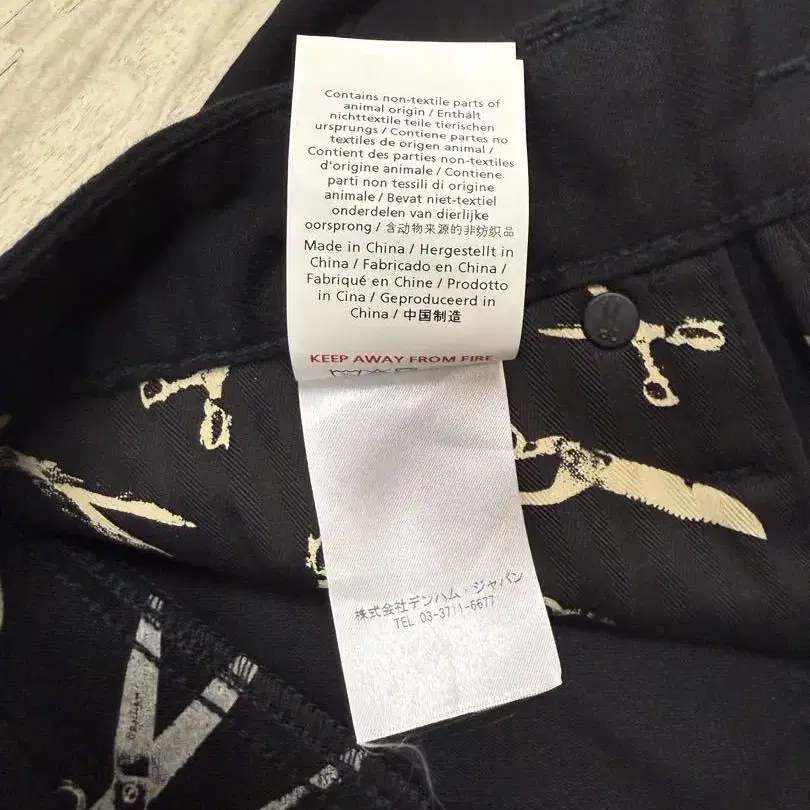 Contains non-textile parts of
animal origin / Enthält
nichttextile teile tierischen
ursprungs / Contiene partes no
textiles de origen animal /
Contient des parties non-textiles
d'origine animale / Contiene
parti non tessili di origine
animale / Bevat niet-textiel
onderdelen van dierlijke
oorsprong / 含动物来源的非纺织品
Made in China / Hergestellt in
China / Fabricado en China /
Fabriqué en Chine / Prodotto
in Cina / Geproduceerd in
China / 中国制造
KEEP AWAY FROM FIRE
株式会社デンハム・ジャパン
TEL 03-3711-6677